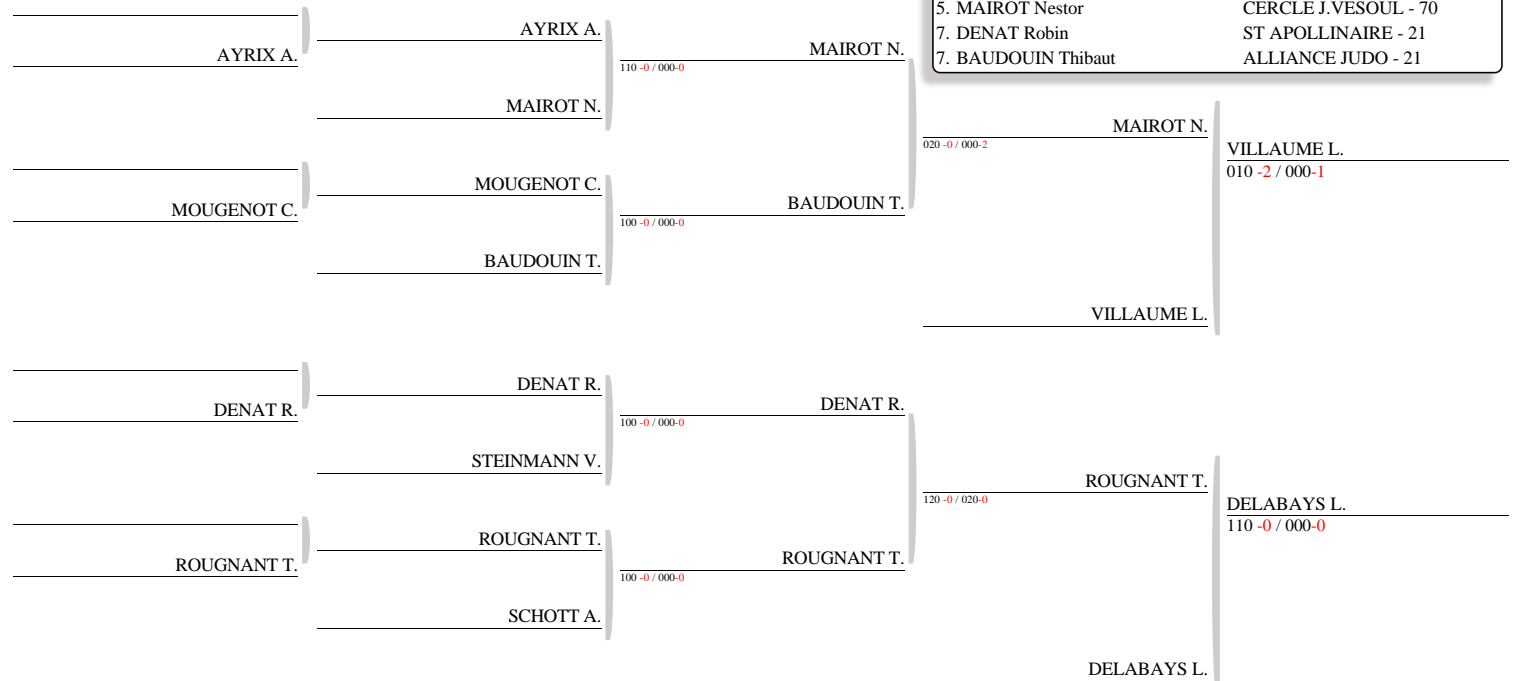 5. MAIROT Nestor CERCLE J.VESOUL - 70
7. DENAT Robin ST APOLLINAIRE - 21
7. BAUDOUIN Thibaut ALLIANCE JUDO - 21
AYRIX A.
MOUGENOT C.
DENAT R.
ROUGNANT T.
AYRIX A.
MAIROT N.
MOUGENOT C.
BAUDOUIN T.
DENAT R.
STEINMANN V.
ROUGNANT T.
SCHOTT A.
MAIROT N.
110 -0 / 000-0
BAUDOUIN T.
100 -0 / 000-0
DENAT R.
100 -0 / 000-0
ROUGNANT T.
100 -0 / 000-0
MAIROT N.
020 -0 / 000-2
VILLAUME L.
ROUGNANT T.
120 -0 / 020-0
DELABAYS L.
VILLAUME L.
010 -2 / 000-1
DELABAYS L.
110 -0 / 000-0